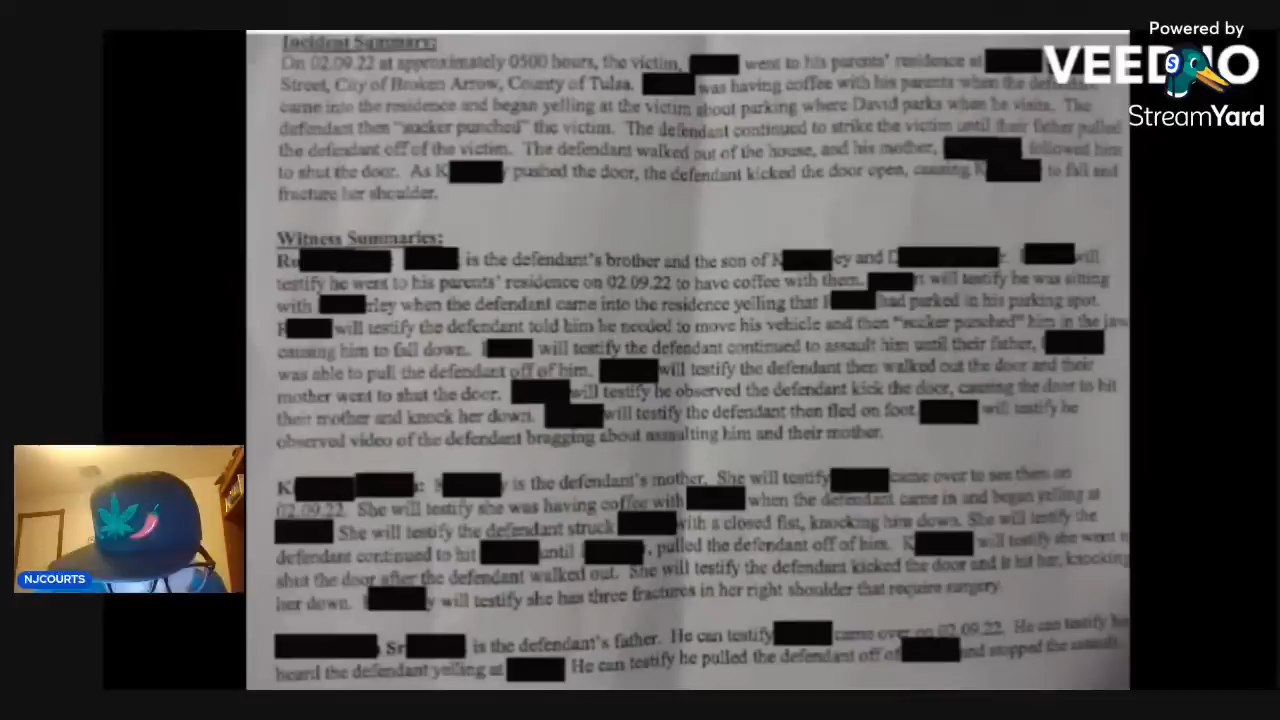 Powered by
VEED.IO
StreamYard
NJCOURTS
Incident Summary:
On 02.09.22 at approximately 0500 hours, the victim, went to his parents' residence at
Street, City of Broken Arrow, County of Tulsa. was having coffee with his parents when the defendant
came into the residence and began yelling at the victim about parking where David parks when he visits. The
defendant then "sucker punched" the victim. The defendant continued to strike the victim until their father pulled
the defendant off of the victim. The defendant walked out of the house, and his mother, followed him
to shut the door. As K y pushed the door, the defendant kicked the door open, causing K to fall and
fracture her shoulder.
Witness Summaries:
Ru is the defendant's brother and the son of K ey and D r. will
testify he went to his parents' residence on 02.09.22 to have coffee with them. t will testify he was sitting
with rley when the defendant came into the residence yelling that had parked in his parking spot.
R will testify the defendant told him he needed to move his vehicle and then "sucker punched" him in the jaw
causing him to fall down. will testify the defendant continued to assault him until their father,
was able to pull the defendant off of him. will testify the defendant then walked out the door and their
mother went to shut the door. will testify he observed the defendant kick the door, causing the door to hit
their mother and knock her down. will testify the defendant then fled on foot. will testify he
observed video of the defendant bragging about assaulting him and their mother.
K : y is the defendant's mother. She will testify came over to see them on
02.09.22. She will testify she was having coffee with when the defendant came in and began yelling at
She will testify the defendant struck with a closed fist, knocking him down. She will testify the
defendant continued to hit until , pulled the defendant off of him. K will testify she went t
shut the door after the defendant walked out. She will testify the defendant kicked the door and it hit her, knocking
her down. y will testify she has three fractures in her right shoulder that require surgery.
Sr is the defendant's father. He can testify came over on 02.09.22. He can testify he
heard the defendant yelling at He can testify he pulled the defendant off of and stopped the assault.